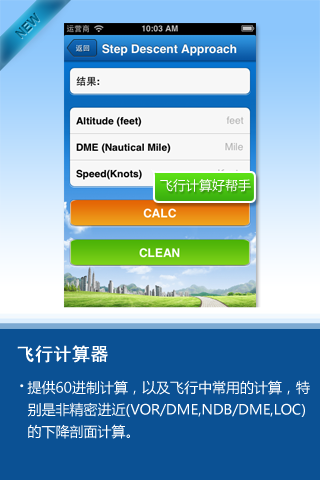 NEW
运营商 10:03 AM
返回 Step Descent Approach
结果:
Altitude (feet) feet
DME (Nautical Mile) Mile
Speed(Knots)
飞行计算好帮手
CALC
CLEAN
飞行计算器
• 提供60进制计算，以及飞行中常用的计算，特
别是非精密进近(VOR/DME,NDB/DME,LOC)
的下降剖面计算。